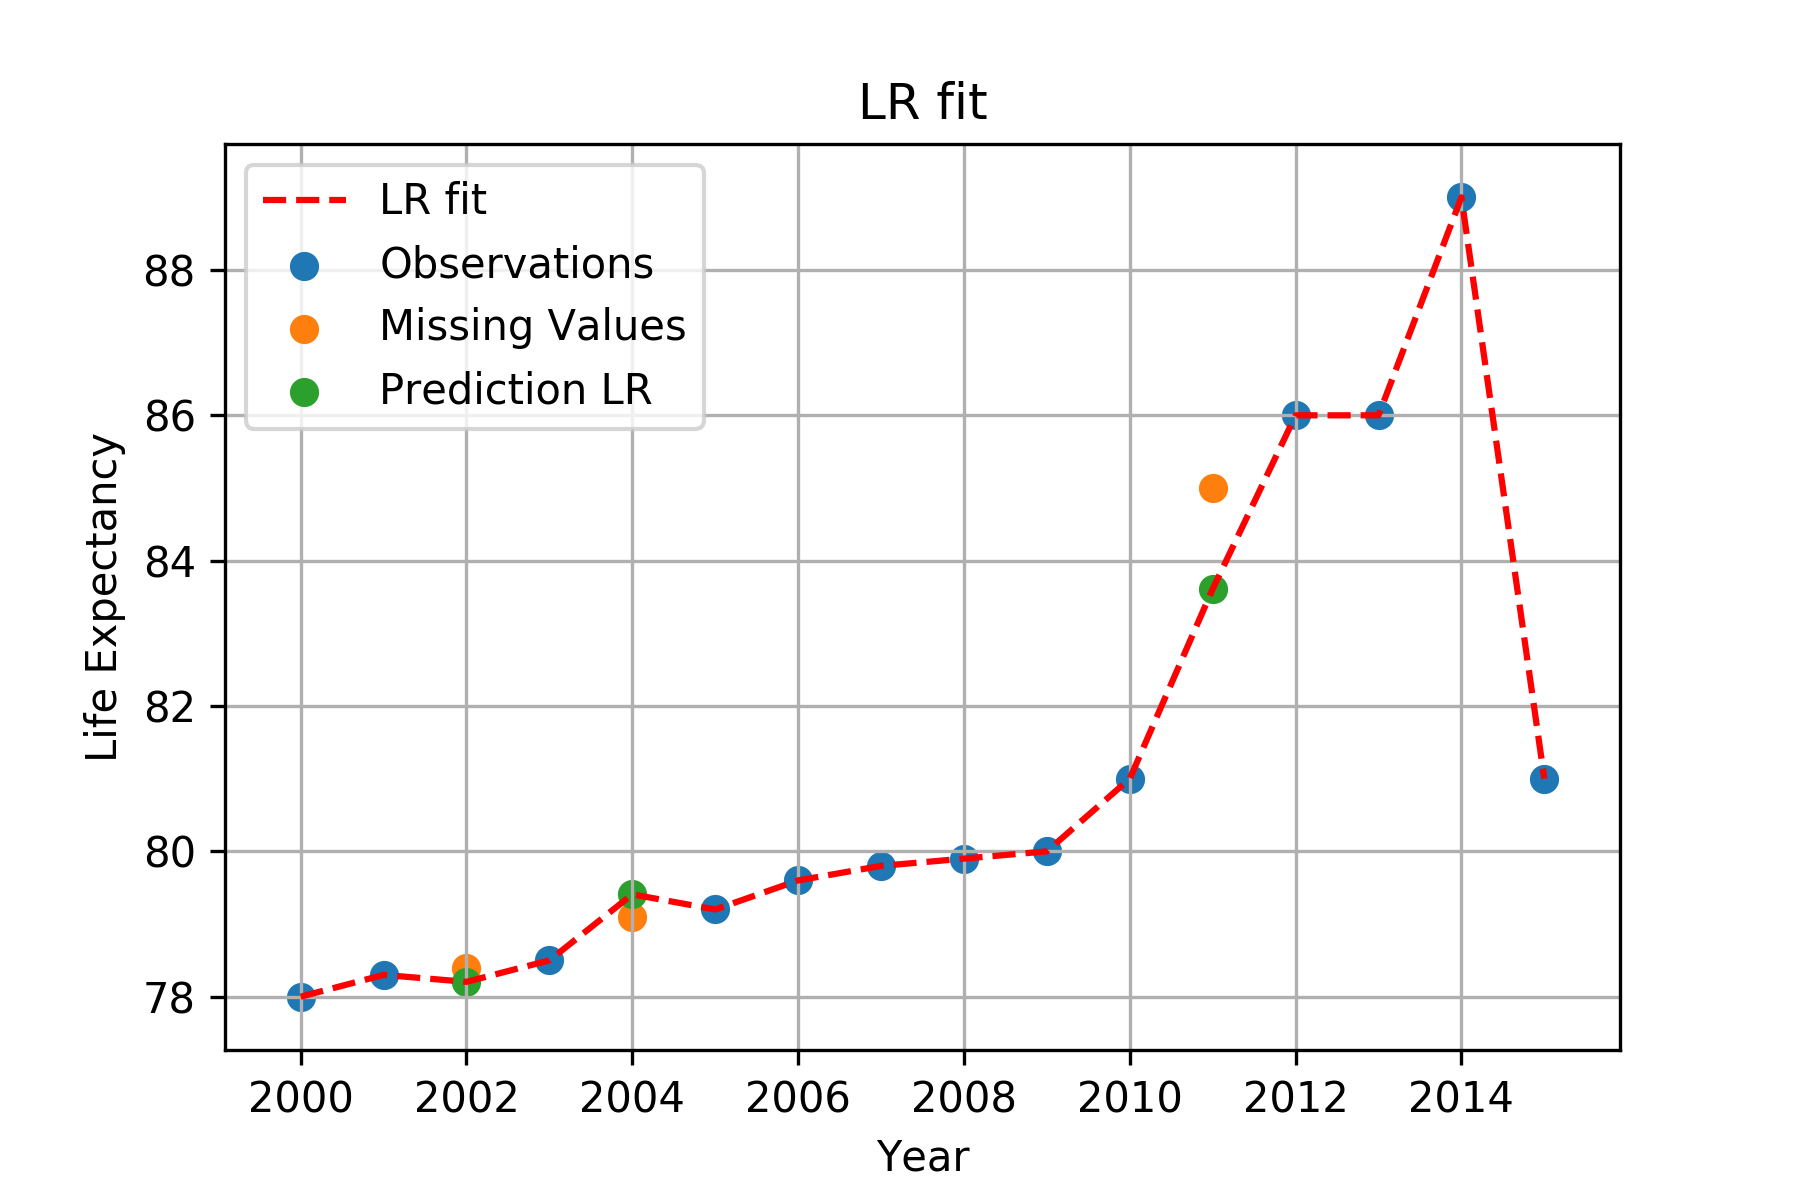 LR fit
LR fit
Observations
Missing Values
Prediction LR
88
86
84
82
80
78
Life Expectancy
2000 2002 2004 2006 2008 2010 2012 2014
Year